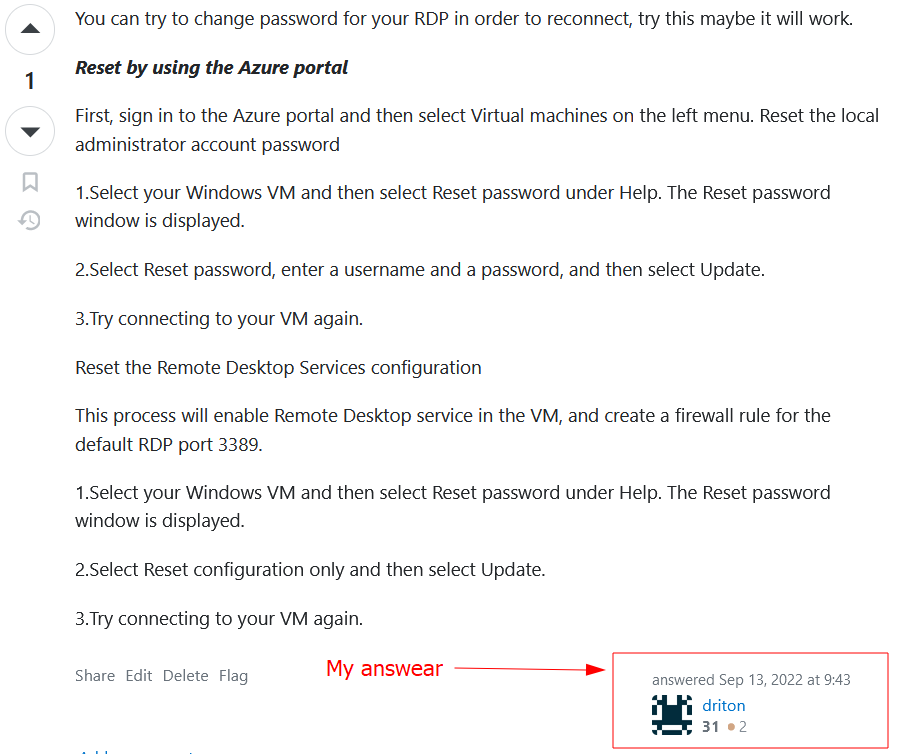 You can try to change password for your RDP in order to reconnect, try this maybe it will work.
1
Reset by using the Azure portal
First, sign in to the Azure portal and then select Virtual machines on the left menu. Reset the local
administrator account password
1.Select your Windows VM and then select Reset password under Help. The Reset password
window is displayed.
2.Select Reset password, enter a username and a password, and then select Update.
3.Try connecting to your VM again.
Reset the Remote Desktop Services configuration
This process will enable Remote Desktop service in the VM, and create a firewall rule for the
default RDP port 3389.
1.Select your Windows VM and then select Reset password under Help. The Reset password
window is displayed.
2.Select Reset configuration only and then select Update.
3.Try connecting to your VM again.
Share Edit Delete Flag
My answear
answered Sep 13, 2022 at 9:43
driton
31 ● 2